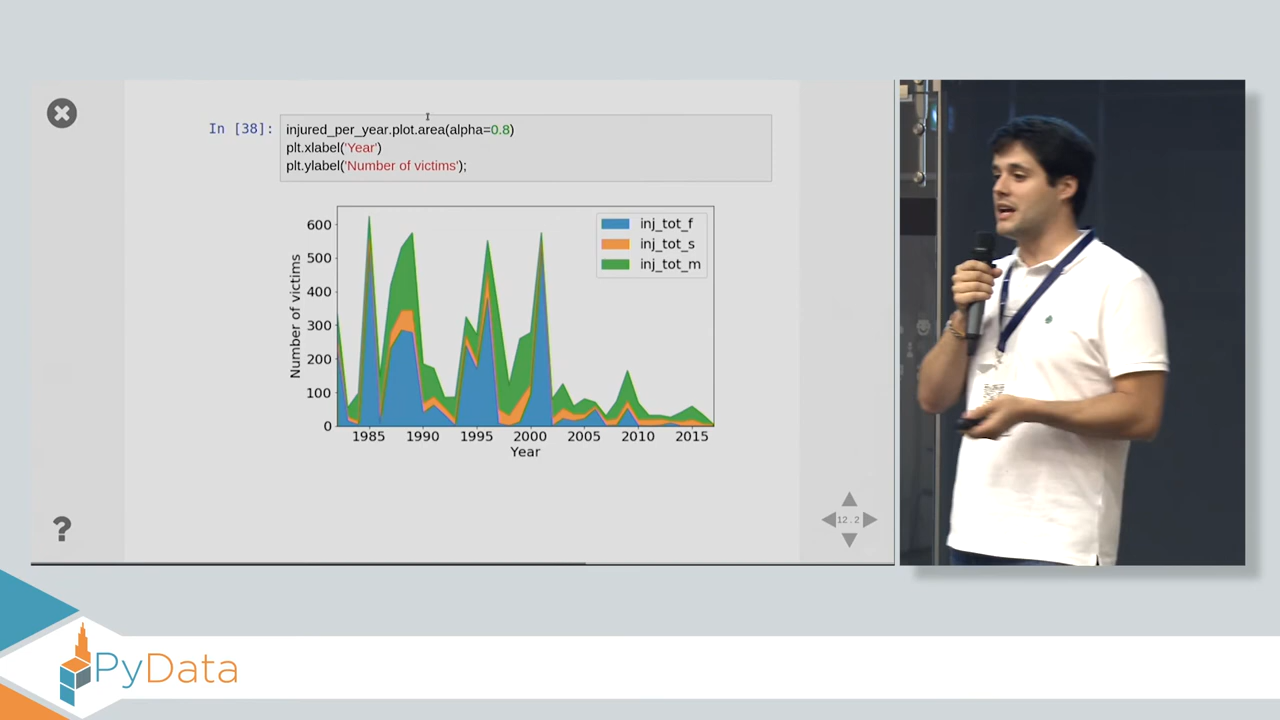 In [38]:
injured_per_year.plot.area(alpha=0.8)
plt.xlabel('Year')
plt.ylabel('Number of victims');
600
500
400
300
200
100
0
Number of victims
inj_tot_f
inj_tot_s
inj_tot_m
1985 1990 1995 2000 2005 2010 2015
Year
?
12.2
PyData